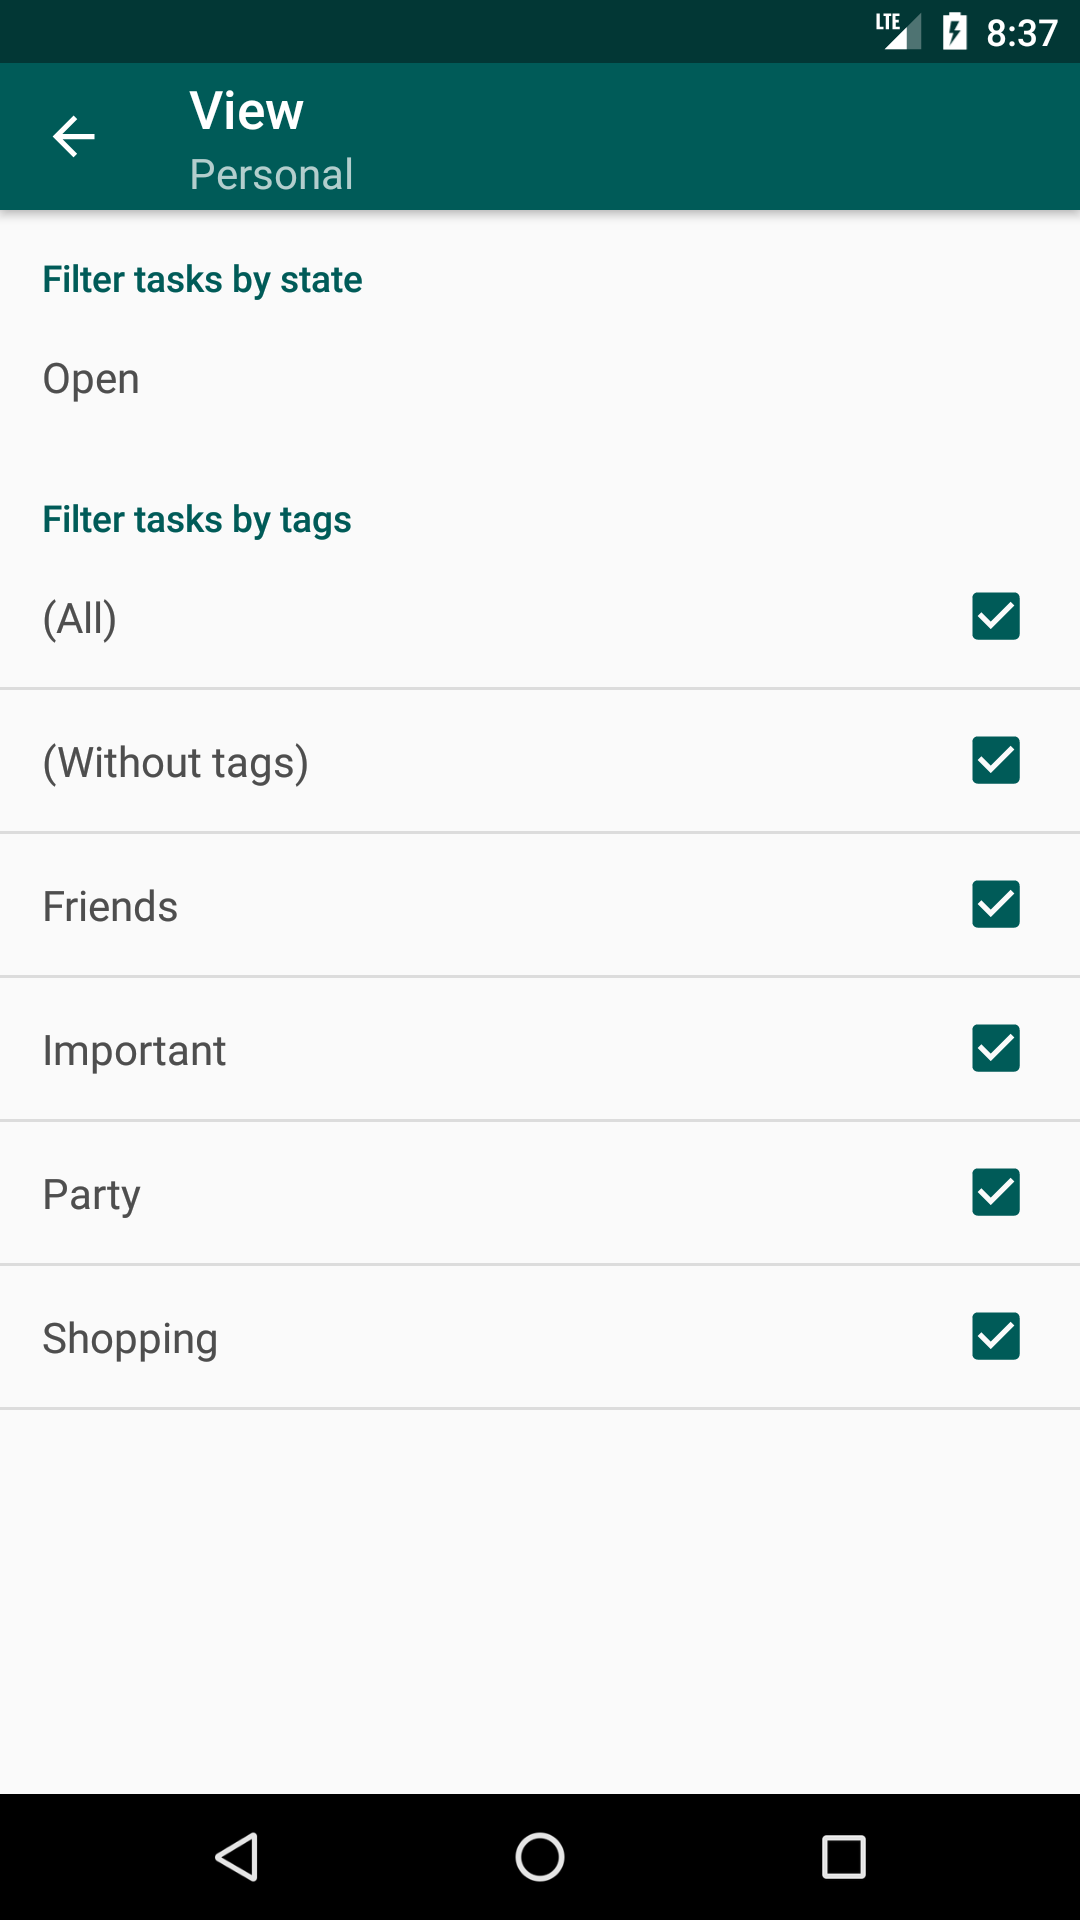 LTE 8:37
View
Personal
Filter tasks by state
Open
Filter tasks by tags
(All)
(Without tags)
Friends
Important
Party
Shopping